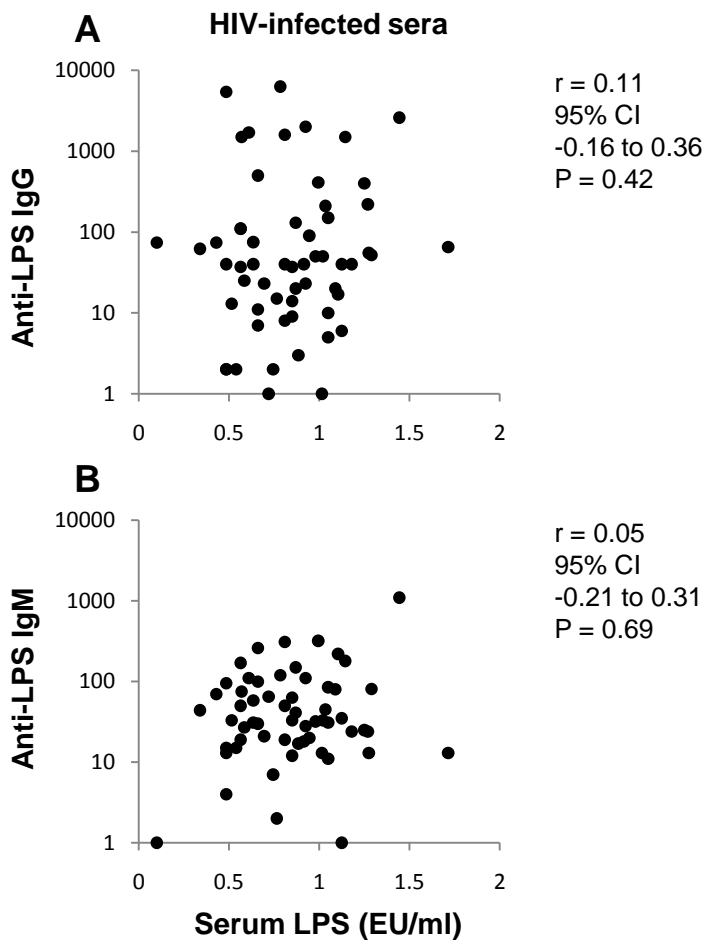 A
HIV-infected sera
Anti-LPS IgG
10000
1000
100
10
1
0
0.5
1
1.5
2
r = 0.11
95% CI
-0.16 to 0.36
P = 0.42
B
Anti-LPS IgM
10000
1000
100
10
1
0
0.5
1
1.5
2
r = 0.05
95% CI
-0.21 to 0.31
P = 0.69
Serum LPS (EU/ml)